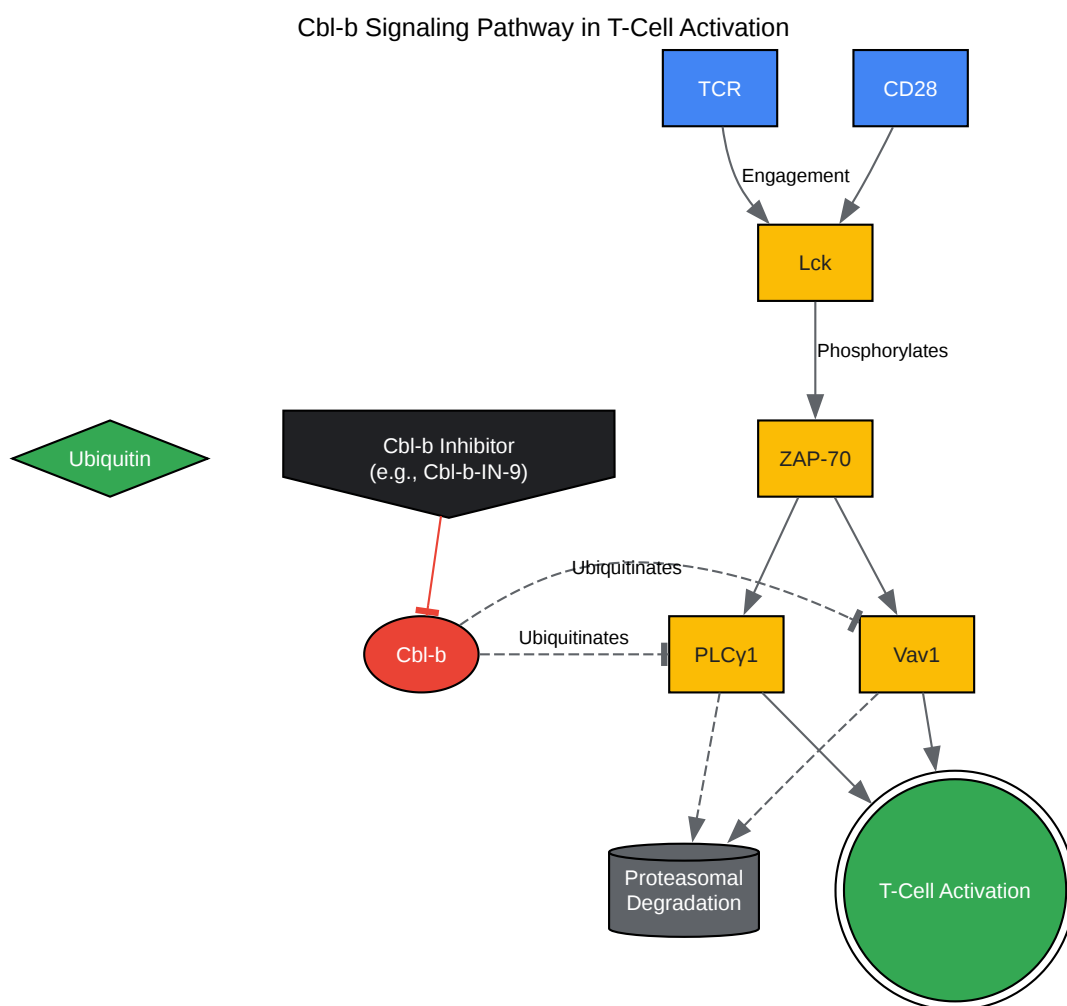 Cbl-b Signaling Pathway in T-Cell Activation
TCR
CD28
Engagement
Lck
Phosphorylates
Ubiquitin
Cbl-b Inhibitor
(e.g., Cbl-b-IN-9)
ZAP-70
Ubiquitinates
Ubiquitinates
Cbl-b
PLCγ1
Vav1
Proteasomal
Degradation
T-Cell Activation